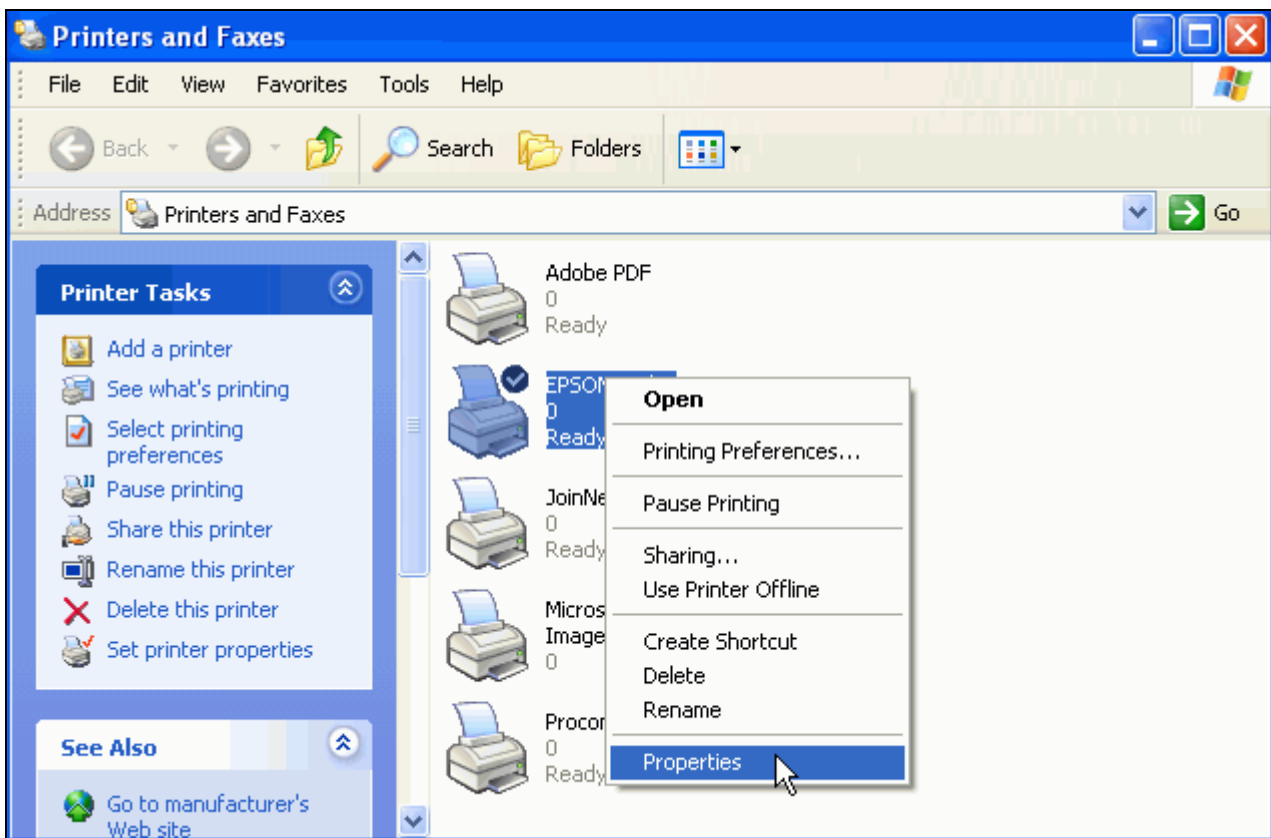 Printers and Faxes
File Edit View Favorites Tools Help
Back Search Folders
Address Printers and Faxes Go
Printer Tasks
Add a printer
See what's printing
Select printing
preferences
Pause printing
Share this printer
Rename this printer
Delete this printer
Set printer properties
See Also
Go to manufacturer's
Web site
Adobe PDF
0
Ready
0
Ready
0
Ready
Image
0
0
Ready
Open
Printing Preferences...
Pause Printing
Sharing...
Use Printer Offline
Create Shortcut
Delete
Rename
Properties